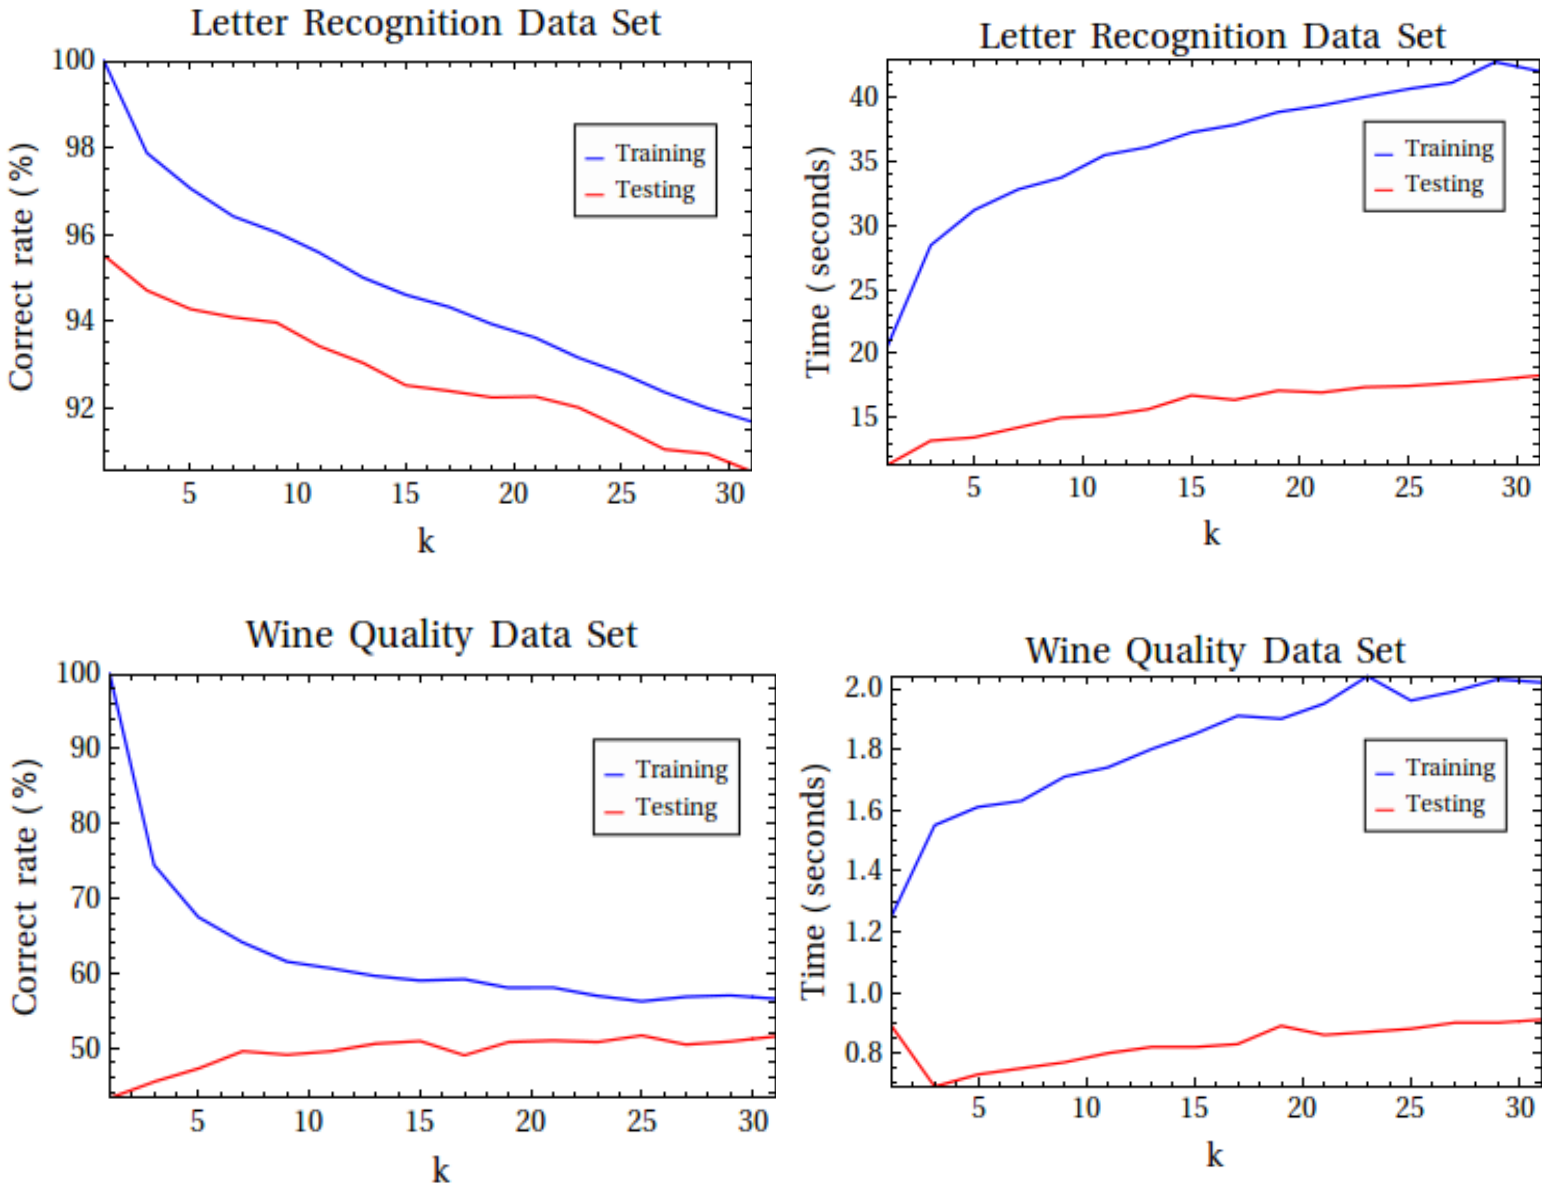 Letter Recognition Data Set
Correct rate (%)
100
98
96
94
92
Training
Testing
5 10 15 20 25 30
k
Letter Recognition Data Set
Time ( seconds)
40
35
30
25
20
15
Training
Testing
5 10 15 20 25 30
k
Wine Quality Data Set
Correct rate (%)
100
90
80
70
60
50
Training
Testing
5 10 15 20 25 30
k
Wine Quality Data Set
Time ( seconds)
2.0
1.8
1.6
1.4
1.2
1.0
0.8
Training
Testing
5 10 15 20 25 30
k